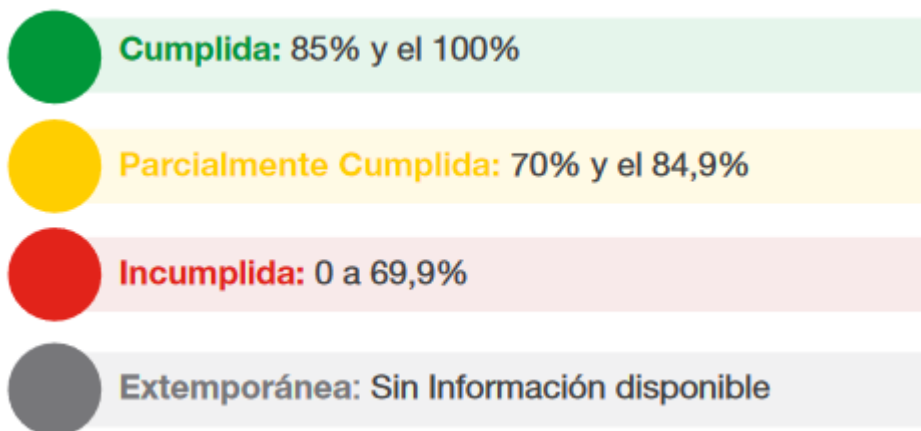 Cumplida: 85% y el 100%
Parcialmente Cumplida: 70% y el 84,9%
Incumplida: 0 a 69,9%
Extemporánea: Sin Información disponible